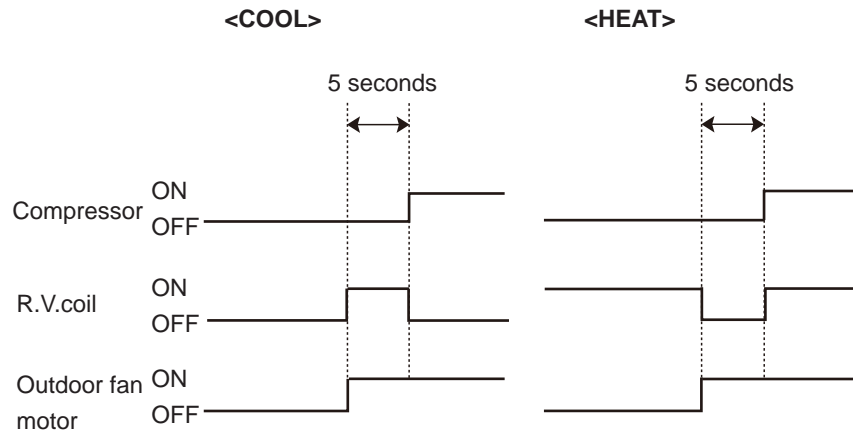 <COOL>
<HEAT>
5 seconds
5 seconds
Compressor
ON
OFF
R.V.coil
ON
OFF
Outdoor fan
motor
ON
OFF